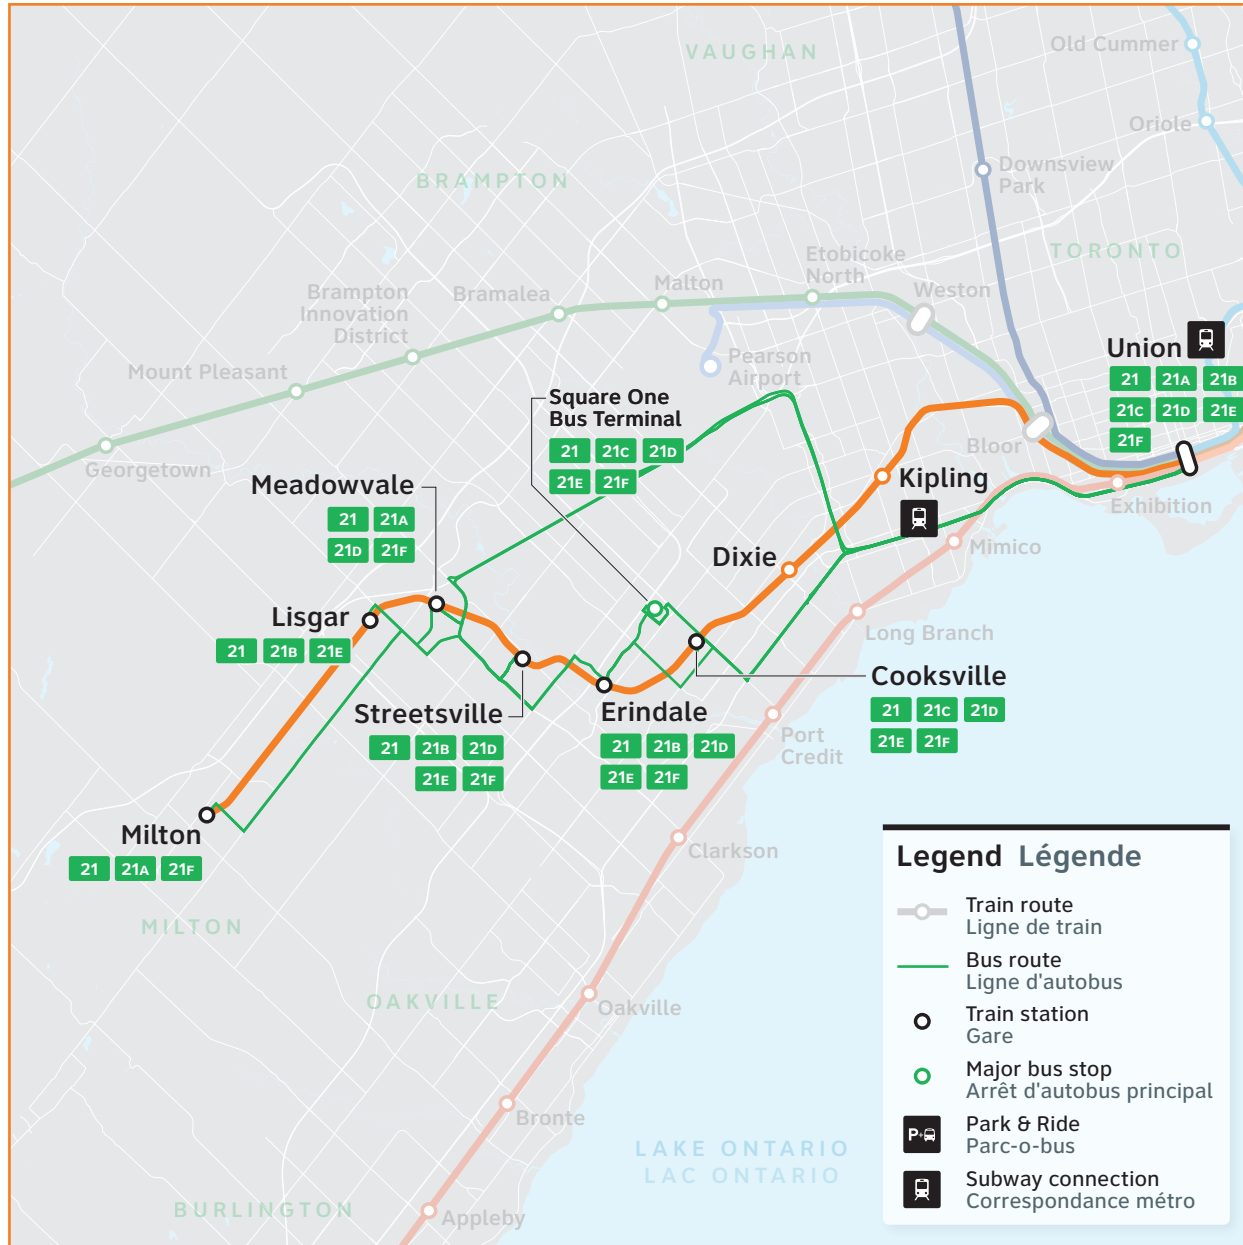 VAUGHAN
Old Cummer
Oriole
BRAMPTON
Downsview
Park
TORONTO
Etobicoke
North
Malton
Weston
Bramalea
Brampton
Innovation
District
Mount Pleasant
Pearson
Airport
Union
21 21A 21B
21C 21D 21E
21F
Square One
Bus Terminal
21 21C 21D
21E 21F
Bloor
Georgetown
Meadowvale
21 21A
21D 21F
Kipling
Exhibition
Mimico
Dixie
Lisgar
21 21B 21E
Long Branch
Cooksville
21 21C 21D
21E 21F
Streetsville
21 21B 21D
21E 21F
Erindale
21 21B 21D
21E 21F
Port
Credit
Milton
21 21A 21F
Clarkson
MILTON
OAKVILLE
Oakville
Bronte
LAKE ONTARIO
LAC ONTARIO
BURLINGTON
Appleby
Legend Légende
Train route
Ligne de train
Bus route
Ligne d'autobus
Train station
Gare
Major bus stop
Arrêt d'autobus principal
P+
Park & Ride
Parc-o-bus
Subway connection
Correspondance métro